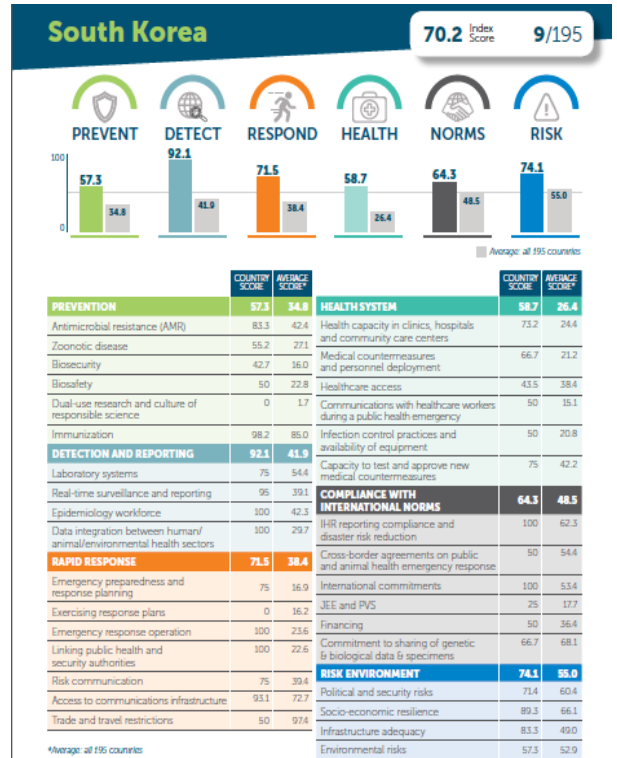 South Korea
70.2 Index Score 9/195
PREVENT DETECT RESPOND HEALTH NORMS RISK
100
0
57.3 34.8
92.1 41.9
71.5 38.4
58.7 26.4
64.3 48.5
74.1 55.0
Average: all 195 countries
COUNTRY SCORE AVERAGE SCORE*
PREVENTION 57.3 34.8
Antimicrobial resistance (AMR) 83.3 42.4
Zoonotic disease 55.2 27.1
Biosecurity 42.7 16.0
Biosafety 50 22.8
Dual-use research and culture of
responsible science 0 1.7
Immunization 98.2 85.0
DETECTION AND REPORTING 92.1 41.9
Laboratory systems 75 54.4
Real-time surveillance and reporting 95 39.1
Epidemiology workforce 100 42.3
Data integration between human/
animal/environmental health sectors 100 29.7
RAPID RESPONSE 71.5 38.4
Emergency preparedness and
response planning 75 16.9
Exercising response plans 0 16.2
Emergency response operation 100 23.6
Linking public health and
security authorities 100 22.6
Risk communication 75 39.4
Access to communications infrastructure 93.1 72.7
Trade and travel restrictions 50 97.4
*Average: all 195 countries
COUNTRY SCORE AVERAGE SCORE*
HEALTH SYSTEM 58.7 26.4
Health capacity in clinics, hospitals
and community care centers 73.2 24.4
Medical countermeasures
and personnel deployment 66.7 21.2
Healthcare access 43.5 38.4
Communications with healthcare workers
during a public health emergency 50 15.1
Infection control practices and
availability of equipment 50 20.8
Capacity to test and approve new
medical countermeasures 75 42.2
COMPLIANCE WITH
INTERNATIONAL NORMS 64.3 48.5
IHR reporting compliance and
disaster risk reduction 100 62.3
Cross-border agreements on public
and animal health emergency response 50 54.4
International commitments 100 53.4
JEE and PVS 25 17.7
Financing 50 36.4
Commitment to sharing of genetic
& biological data & specimens 66.7 68.1
RISK ENVIRONMENT 74.1 55.0
Political and security risks 71.4 60.4
Socio-economic resilience 89.3 66.1
Infrastructure adequacy 83.3 49.0
Environmental risks 57.3 52.9